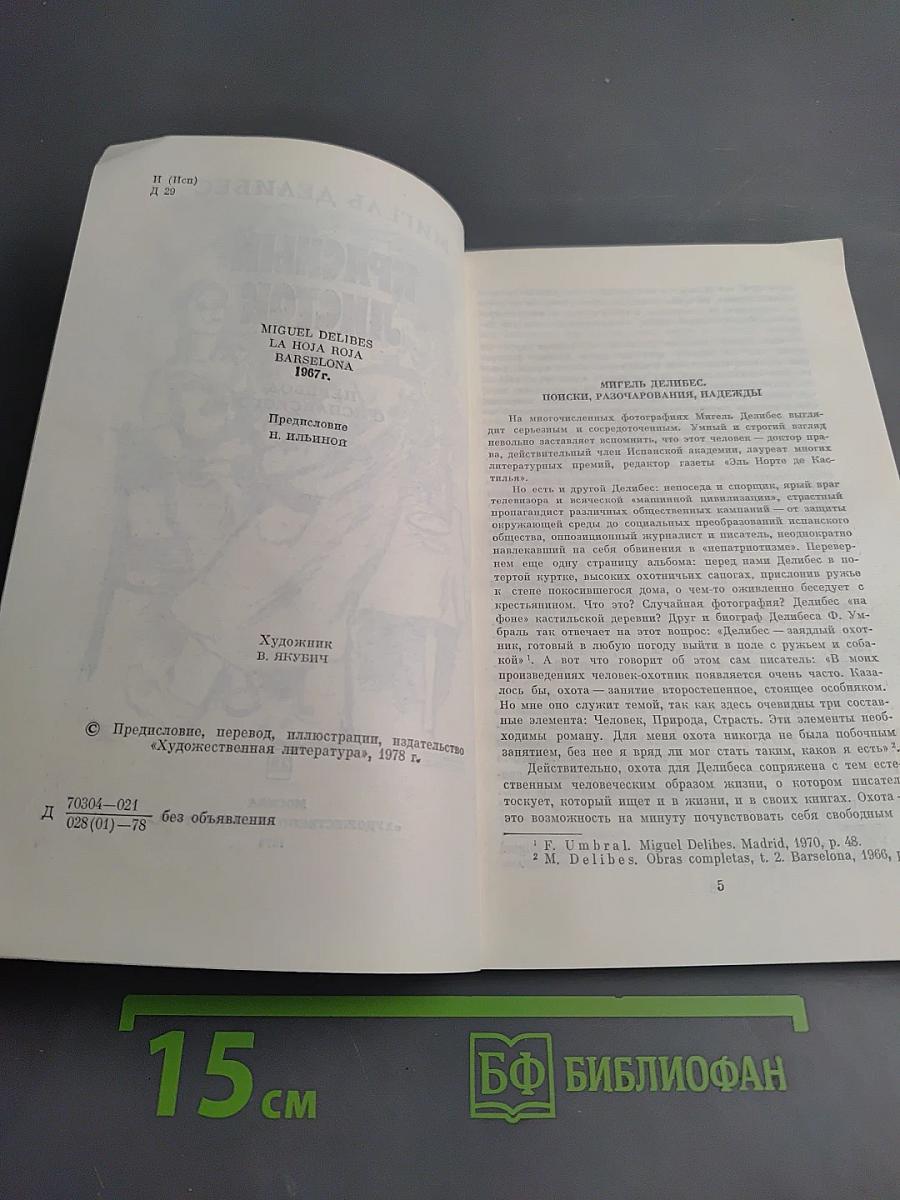 И (Исп)
Д 29
MIGUEL DELIBES
LA HOJA ROJA
BARSELONA
1967г.
Предисловие
Н. ИЛЬИНОЙ
Художник
В. ЯКУБИЧ
© Предисловие, перевод, иллюстрации, издательство
«Художественная литература», 1978 г.
Д 70304—021
028(01)—78 без объявления
МИГЕЛЬ ДЕЛИБЕС.
ПОИСКИ, РАЗОЧАРОВАНИЯ, НАДЕЖДЫ
На многочисленных фотографиях Мигель Делибес выгля-
дит серьезным и сосредоточенным. Умный и строгий взгляд
невольно заставляет вспомнить, что этот человек — доктор пра-
ва, действительный член Испанской академии, лауреат многих
литературных премий, редактор газеты «Эль Норте де Кас-
тилья».
Но есть и другой Делибес: непоседа и спорщик, ярый враг
телевизора и всяческой «машинной цивилизации», страстный
пропагандист различных общественных кампаний — от защиты
окружающей среды до социальных преобразований испанского
общества, оппозиционный журналист и писатель, неоднократно
навлекавший на себя обвинения в «непатриотизме». Перевер-
нем еще одну страницу альбома: перед нами Делибес в по-
тертой куртке, высоких охотничьих сапогах, прислонив ружье
к стене покосившегося дома, о чем-то оживленно беседует с
крестьянином. Что это? Случайная фотография? Делибес «на
фоне» кастильской деревни? Друг и биограф Делибеса Ф. Ум-
браль так отвечает на этот вопрос: «Делибес — заядлый охот-
ник, готовый в любую погоду выйти в поле с ружьем и соба-
кой» ¹. А вот что говорит об этом сам писатель: «В моих
произведениях человек-охотник появляется очень часто. Каза-
лось бы, охота — занятие второстепенное, стоящее особняком.
Но мне оно служит темой, так как здесь очевидны три состав-
ные элемента: Человек, Природа, Страсть. Эти элементы необ-
ходимы роману. Для меня охота никогда не была побочным
занятием, без нее я вряд ли мог стать таким, каков я есть» ².
Действительно, охота для Делибеса сопряжена с тем есте-
ственным человеческим образом жизни, о котором писател
тоскует, который ищет и в жизни, и в своих книгах. Охота —
это возможность на минуту почувствовать себя свободным
¹ F. Umbral. Miguel Delibes. Madrid, 1970, p. 48.
² M. Delibes. Obras completas, t. 2. Barselona, 1966, p
5
15 см
БФ БИБЛИОФАН